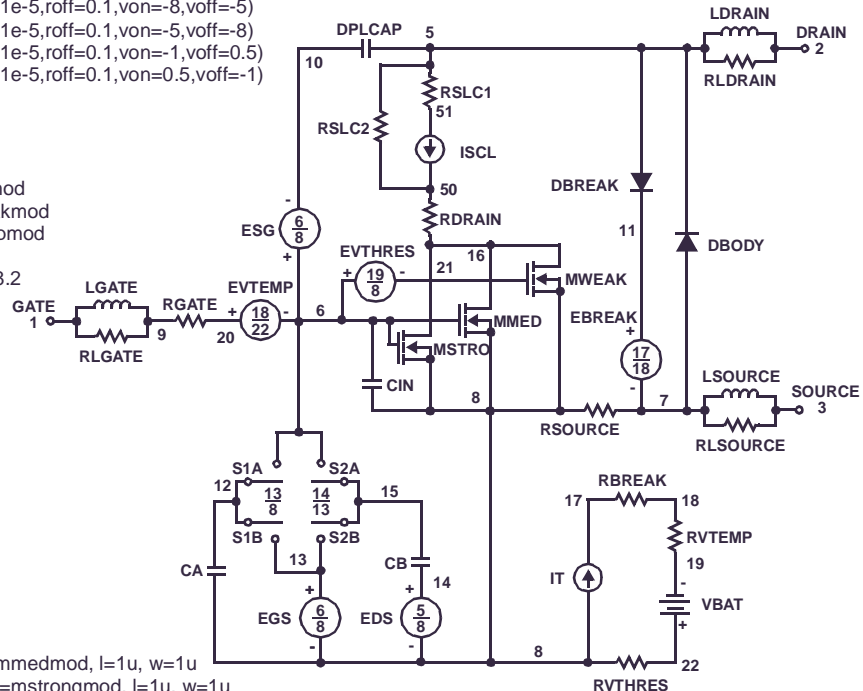 1e-5,roff=0.1,von=-8,voff=-5)
1e-5,roff=0.1,von=-5,voff=-8)
1e-5,roff=0.1,von=-1,voff=0.5)
1e-5,roff=0.1,von=0.5,voff=-1)
LDRAIN
DRAIN
2
RLDRAIN
DPLCAP
5
10
RSLC1
51
RSLC2
ISCL
50
RDRAIN
DBREAK
11
DBODY
-
ESG
6
8
+
EVTHRES
+
19
8
-
21
16
MWEAK
MMED
MSTRO
EBREAK
+
17
18
-
LGATE
GATE
1
RLGATE
9
RGATE
20
EVTEMP
+
18
22
-
6
CIN
8
RSOURCE
7
LSOURCE
SOURCE
3
RLSOURCE
S1A
S2A
12
13
8
14
13
15
S1B
S2B
13
CA
CB
14
+
EGS
6
8
-
+
EDS
5
8
-
RBREAK
17
18
RVTEMP
19
IT
-
VBAT
+
8
22
RVTHRES
kmod
3.2
mmedmod, l=1u, w=1u
=mstrongmod, l=1u, w=1u